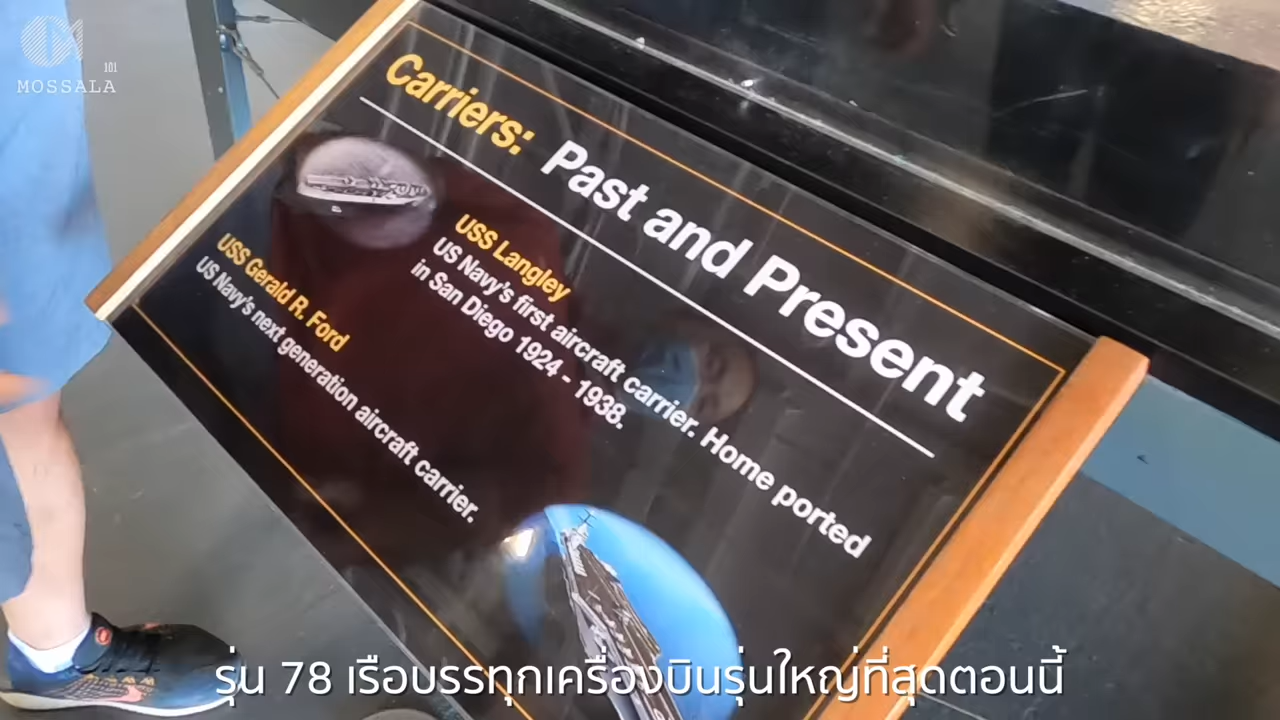 101
MOSSALA
Carriers: Past and Present
USS Langley
US Navy's first aircraft carrier. Home ported
in San Diego 1924 - 1938.
USS Gerald R. Ford
US Navy's next generation aircraft carrier.
รุ่น 78 เรือบรรทุกเครื่องบินรุ่นใหญ่ที่สุดตอนนี้